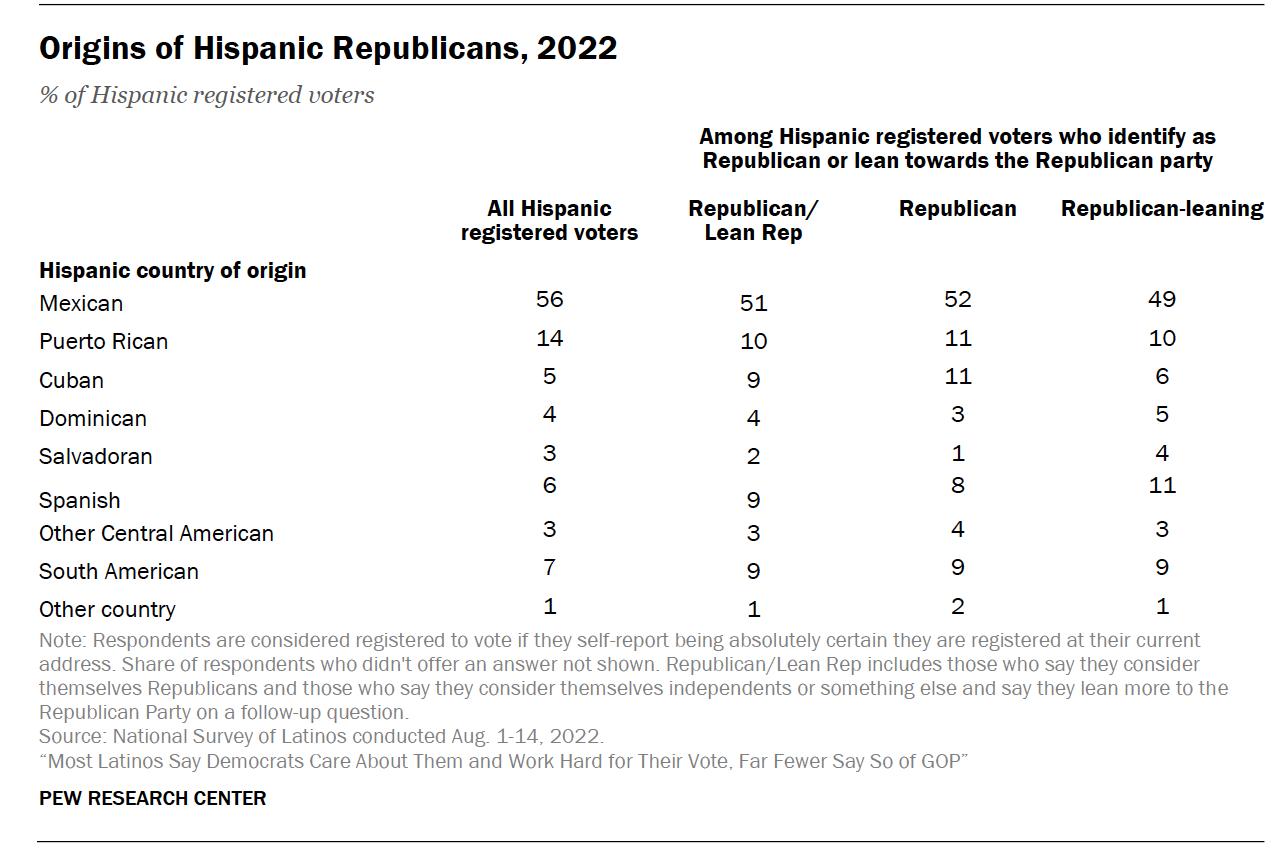 Origins of Hispanic Republicans, 2022
% of Hispanic registered voters
Among Hispanic registered voters who identify as
Republican or lean towards the Republican party
All Hispanic registered voters Republican/ Lean Rep Republican Republican-leaning
Hispanic country of origin
Mexican 56 51 52 49
Puerto Rican 14 10 11 10
Cuban 5 9 11 6
Dominican 4 4 3 5
Salvadoran 3 2 1 4
Spanish 6 9 8 11
Other Central American 3 3 4 3
South American 7 9 9 9
Other country 1 1 2 1
Note: Respondents are considered registered to vote if they self-report being absolutely certain they are registered at their current
address. Share of respondents who didn't offer an answer not shown. Republican/Lean Rep includes those who say they consider
themselves Republicans and those who say they consider themselves independents or something else and say they lean more to the
Republican Party on a follow-up question.
Source: National Survey of Latinos conducted Aug. 1-14, 2022.
“Most Latinos Say Democrats Care About Them and Work Hard for Their Vote, Far Fewer Say So of GOP”
PEW RESEARCH CENTER